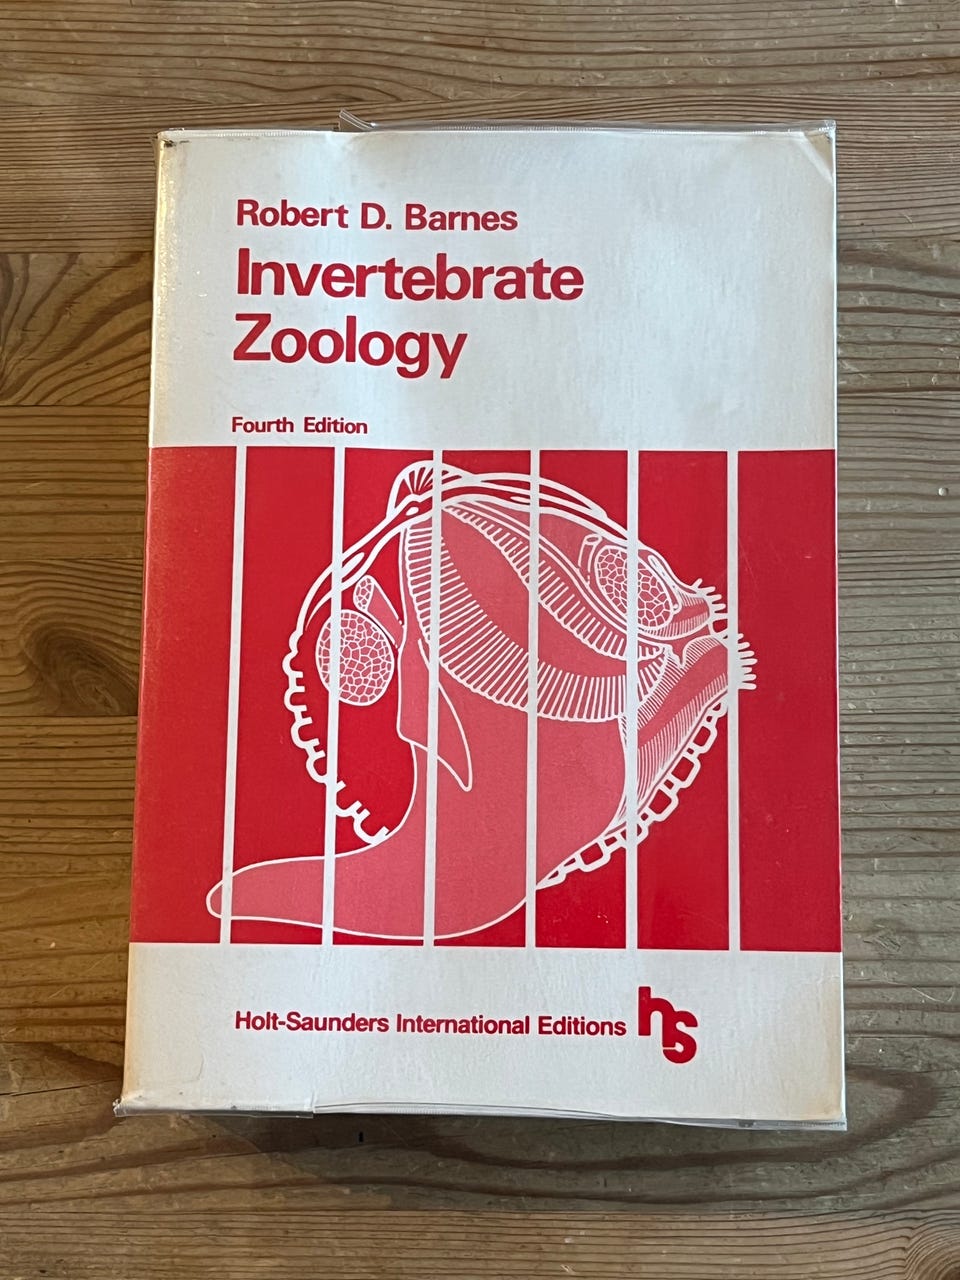 Robert D. Barnes
Invertebrate
Zoology
Fourth Edition
Holt-Saunders International Editions
hs